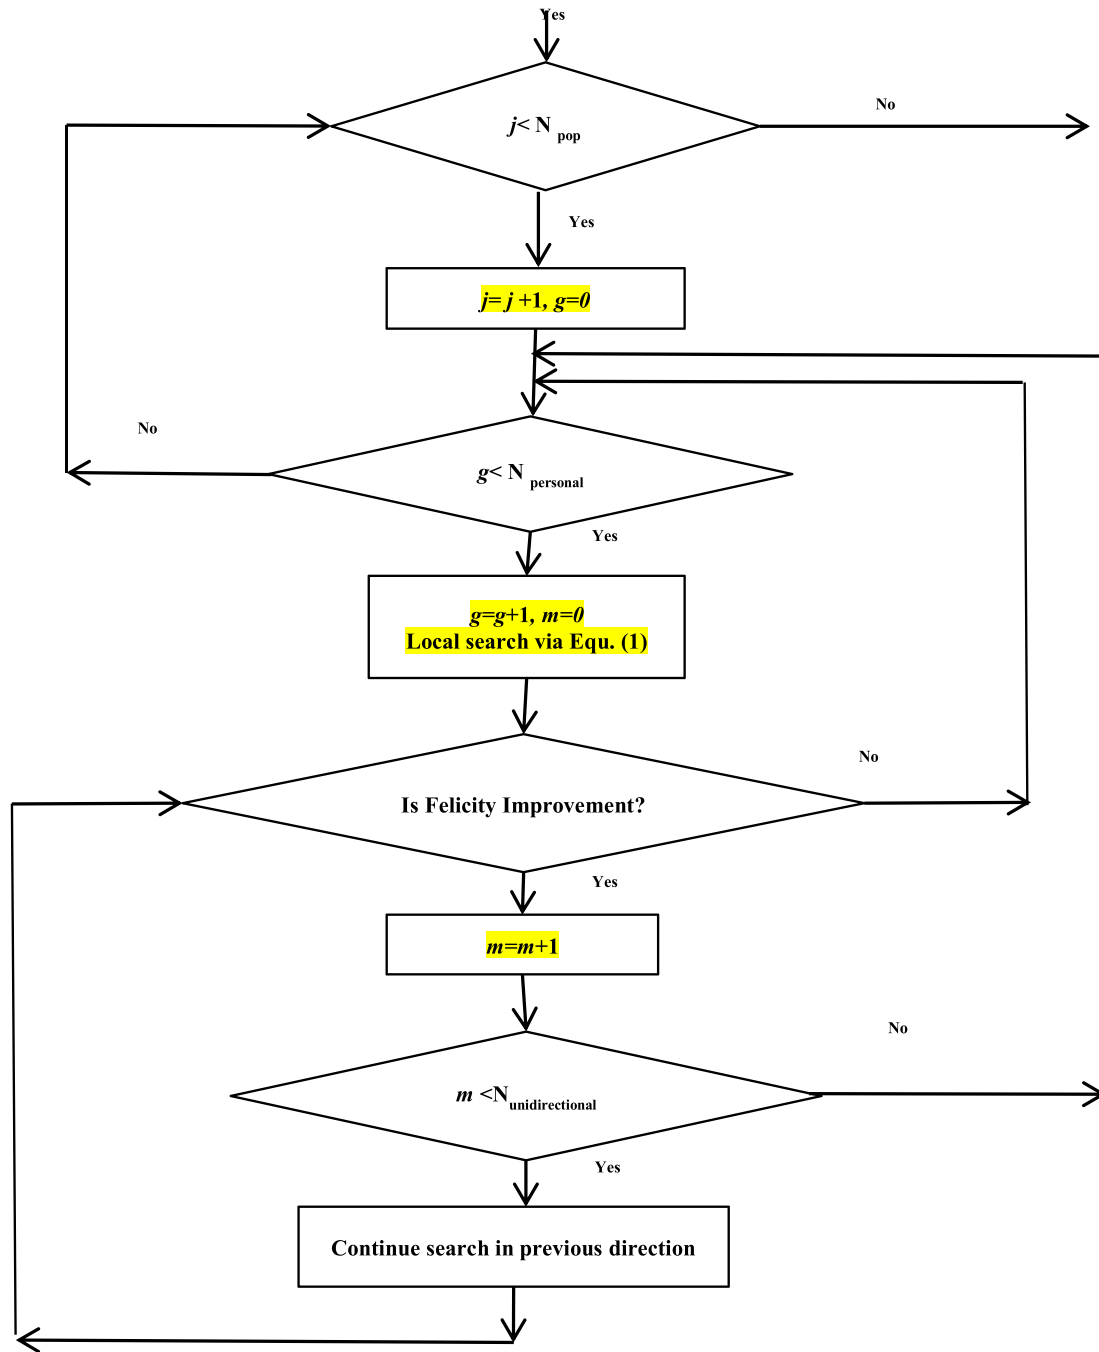 Yes
j< N pop
No
Yes
j= j +1, g=0
No
g< N personal
Yes
g=g+1, m=0
Local search via Equ. (1)
No
Is Felicity Improvement?
Yes
m=m+1
No
m <Nunidirectional
Yes
Continue search in previous direction